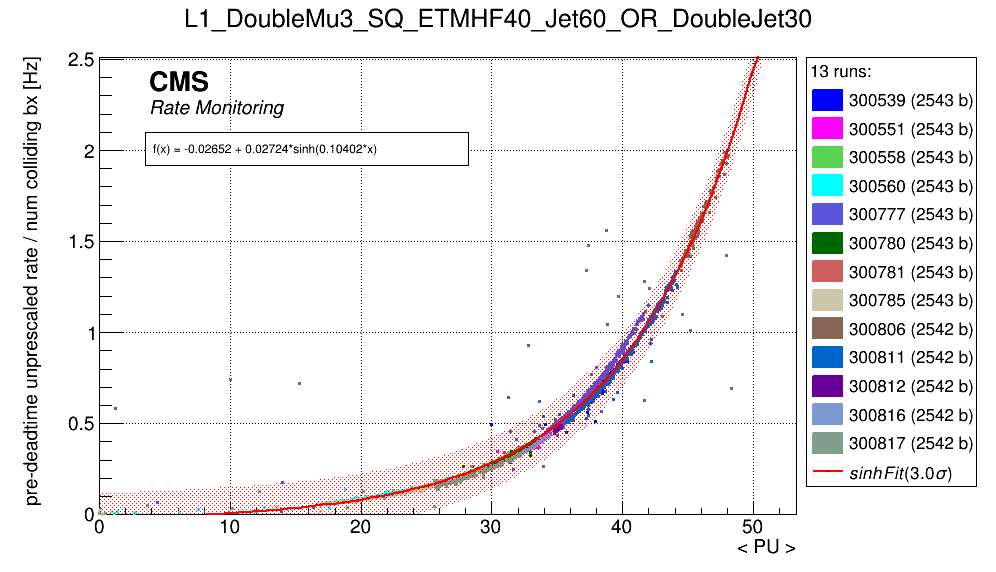 L1_DoubleMu3_SQ_ETMHF40_Jet60_OR_DoubleJet30
pre-deadtime unprescaled rate / num colliding bx [Hz]
CMS
Rate Monitoring
f(x) = -0.02652 + 0.02724*sinh(0.10402*x)
2.5
2
1.5
1
0.5
0
0 10 20 30 40 50
< PU >
13 runs:
300539 (2543 b)
300551 (2543 b)
300558 (2543 b)
300560 (2543 b)
300777 (2543 b)
300780 (2543 b)
300781 (2543 b)
300785 (2543 b)
300806 (2542 b)
300811 (2542 b)
300812 (2542 b)
300816 (2542 b)
300817 (2542 b)
sinhFit(3.0σ)